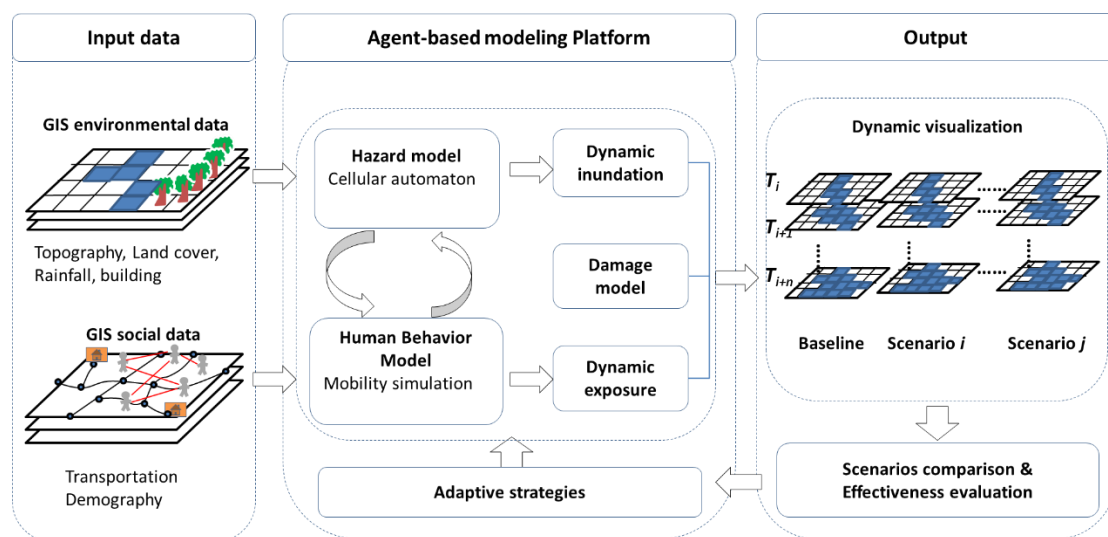 Input data
GIS environmental data
Topography, Land cover,
Rainfall, building
GIS social data
Transportation
Demography
Agent-based modeling Platform
Hazard model
Cellular automaton
Dynamic
inundation
Damage
model
Human Behavior
Model
Mobility simulation
Dynamic
exposure
Adaptive strategies
Output
Dynamic visualization
T i
......
T i+1
......
T i+n
......
Baseline
Scenario i
Scenario j
Scenarios comparison &
Effectiveness evaluation